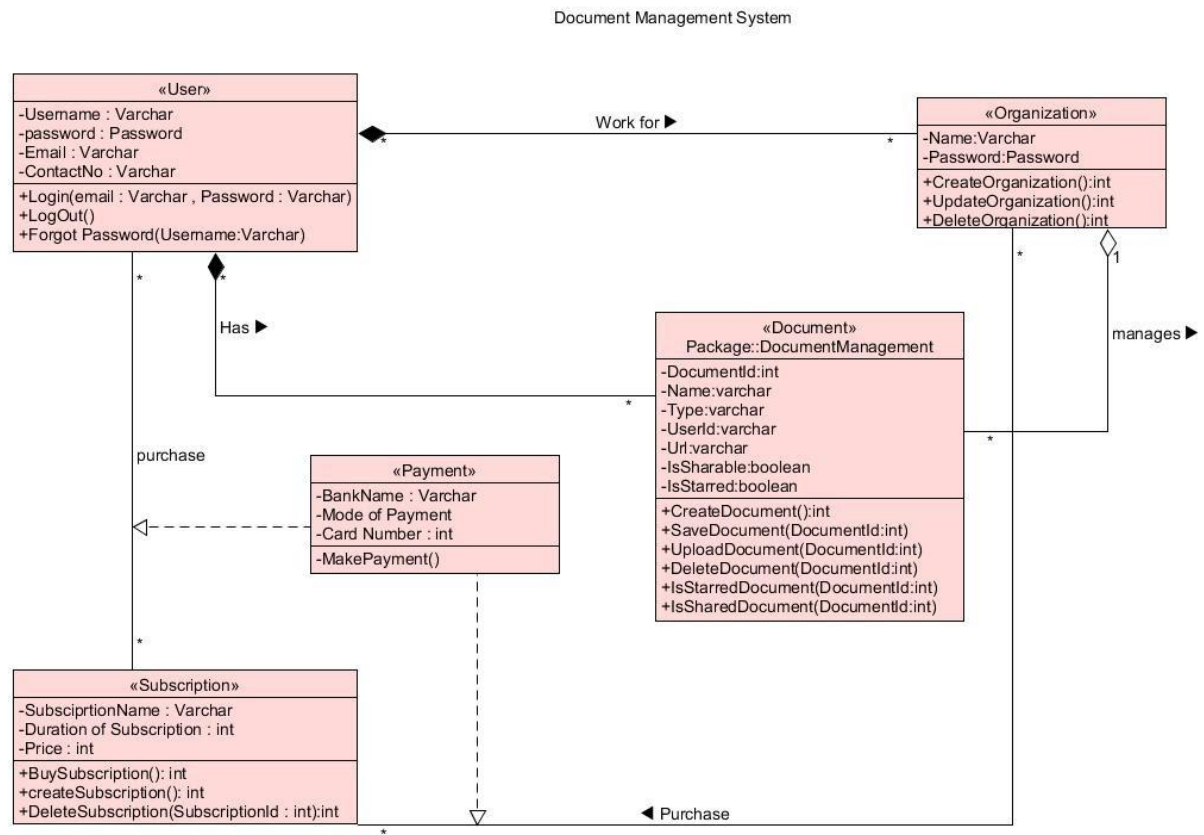 Document Management System
«User»
-Username : Varchar
-password : Password
-Email : Varchar
-ContactNo : Varchar
+Login(email : Varchar , Password : Varchar)
+LogOut()
+Forgot Password(Username:Varchar)
* Work for ▶ *
«Organization»
-Name:Varchar
-Password:Password
+CreateOrganization():int
+UpdateOrganization():int
+DeleteOrganization():int
*
*
*
1
Has ▶
*
manages ▶
*
«Document»
Package::DocumentManagement
-DocumentId:int
-Name:varchar
-Type:varchar
-UserId:varchar
-Url:varchar
-IsSharable:boolean
-IsStarred:boolean
+CreateDocument():int
+SaveDocument(DocumentId:int)
+UploadDocument(DocumentId:int)
+DeleteDocument(DocumentId:int)
+IsStarredDocument(DocumentId:int)
+IsSharedDocument(DocumentId:int)
purchase
«Payment»
-BankName : Varchar
-Mode of Payment
-Card Number : int
-MakePayment()
*
«Subscription»
-SubsciprtionName : Varchar
-Duration of Subscription : int
-Price : int
+BuySubscription(): int
+createSubscription(): int
+DeleteSubscription(SubscriptionId : int):int
◀ Purchase
*